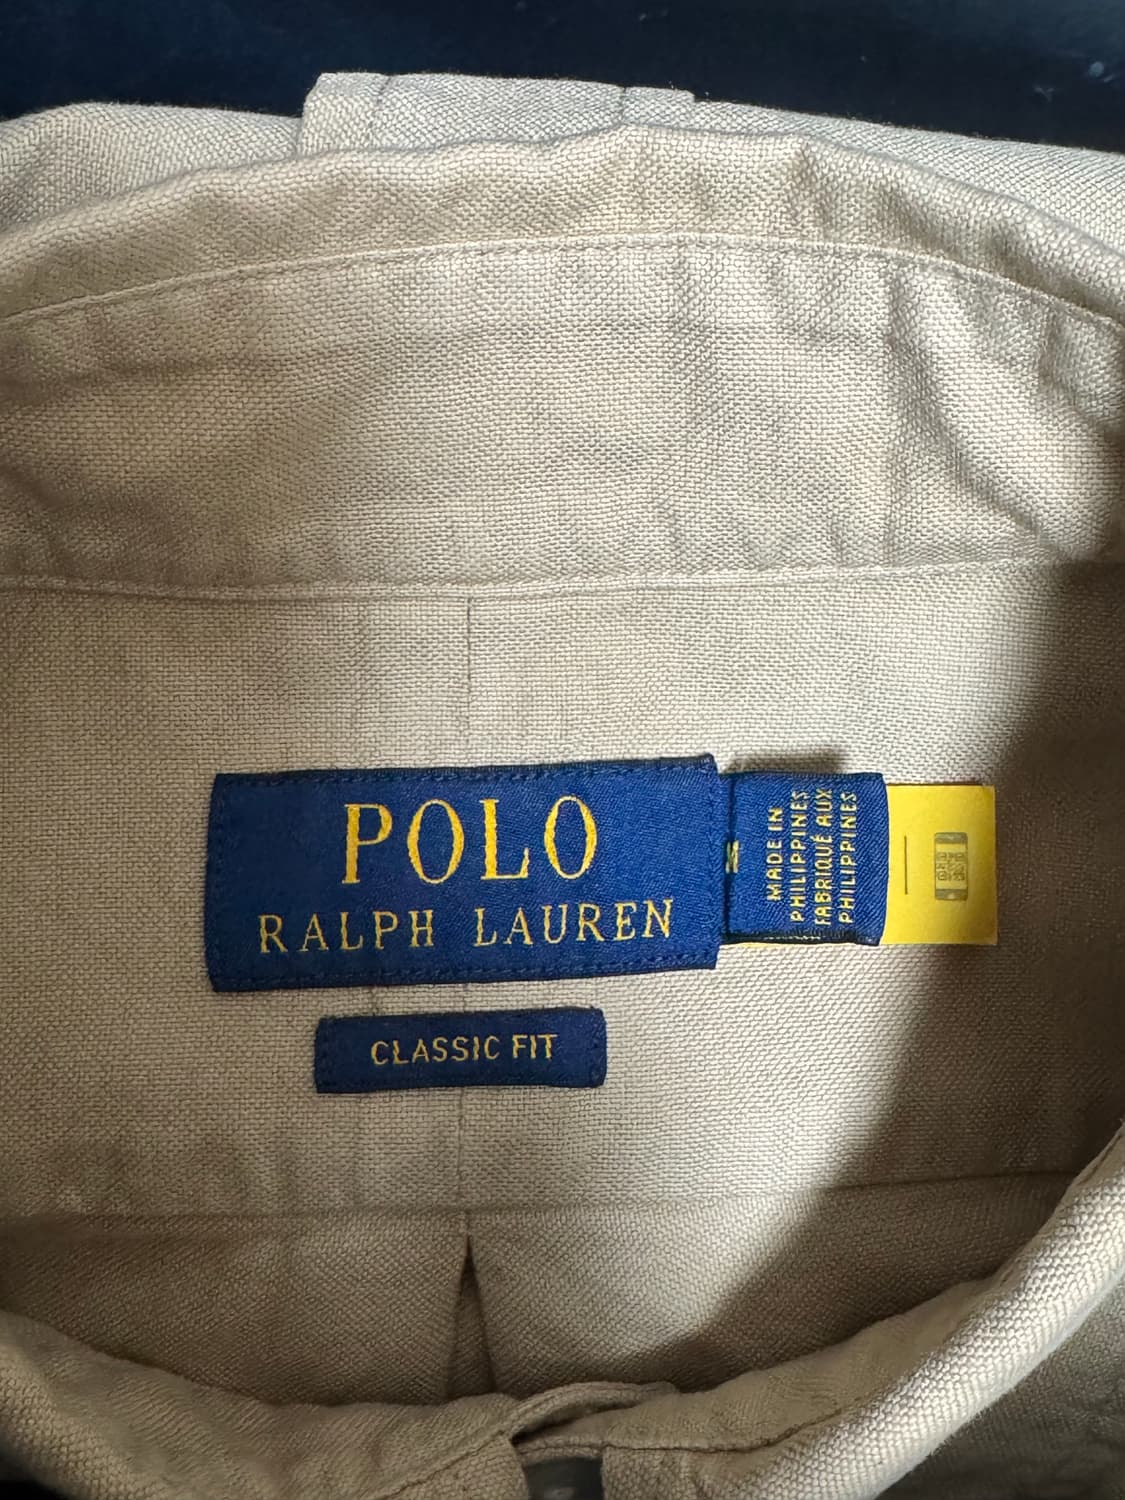 POLO
RALPH LAUREN
CLASSIC FIT
MADE IN
PHILIPPINES
FABRIQUÉ AUX
PHILIPPINES